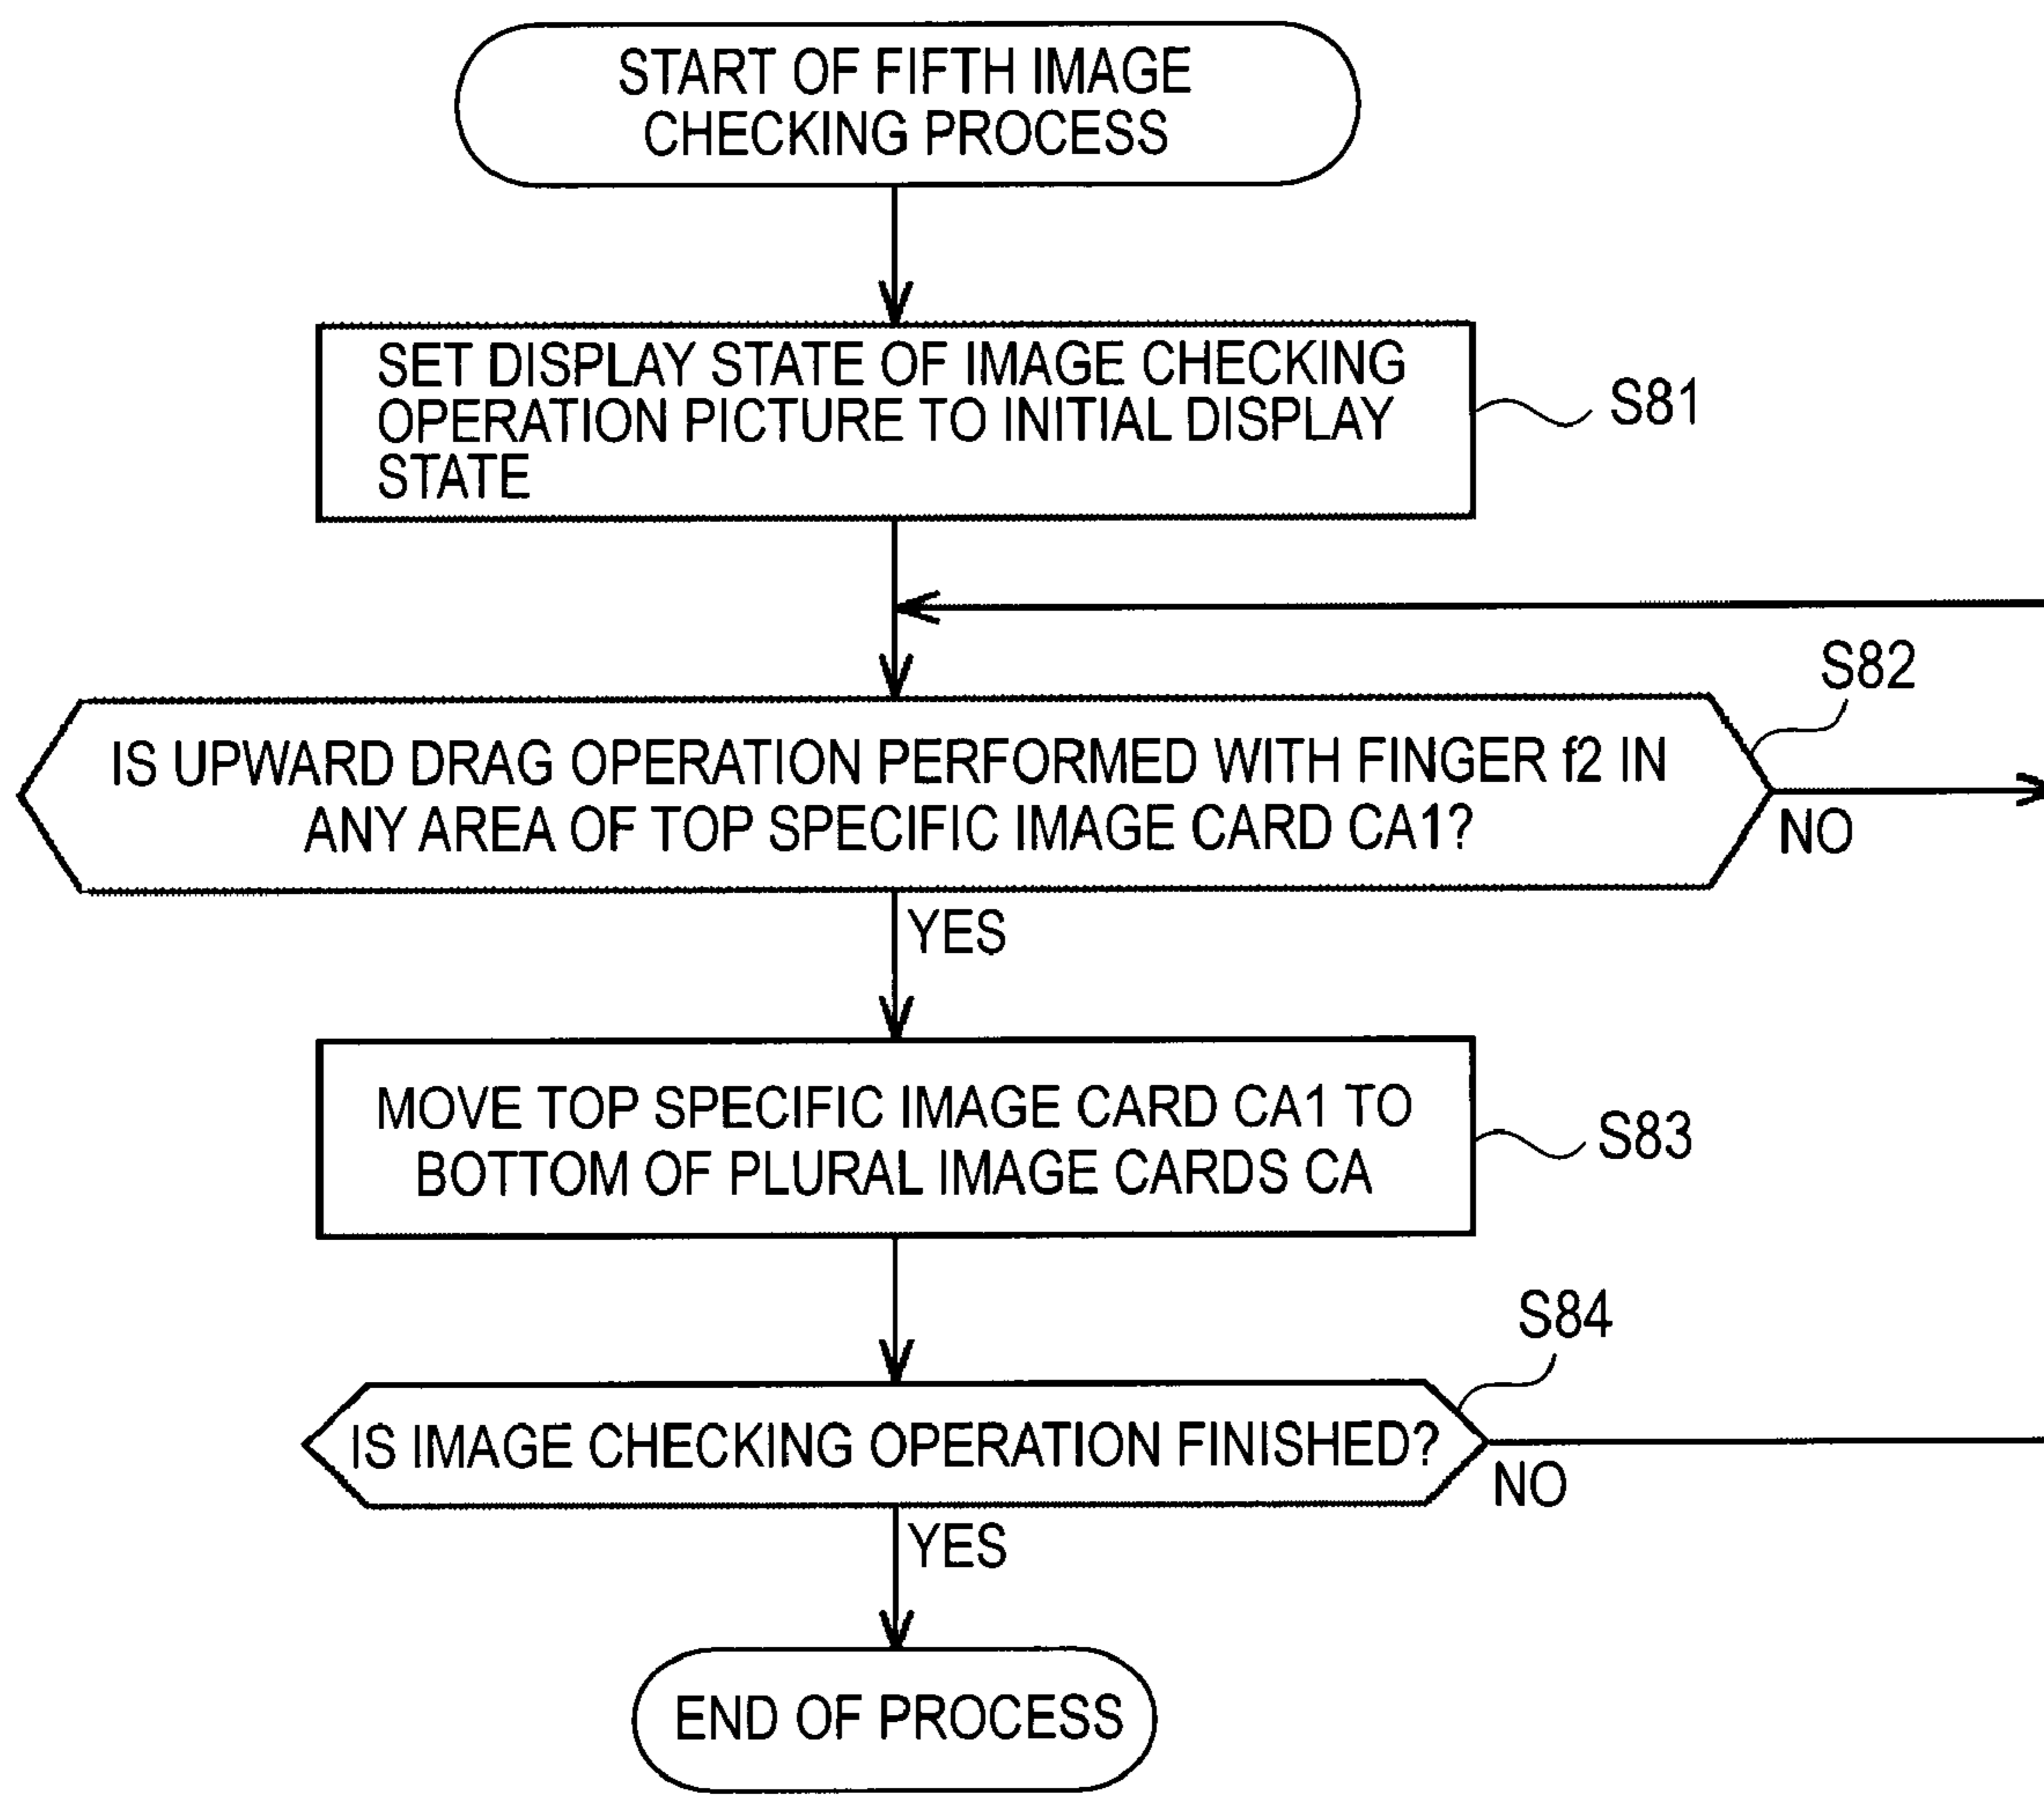 START OF FIFTH IMAGE
CHECKING PROCESS
SET DISPLAY STATE OF IMAGE CHECKING
OPERATION PICTURE TO INITIAL DISPLAY
STATE
S81
S82
IS UPWARD DRAG OPERATION PERFORMED WITH FINGER f2 IN
ANY AREA OF TOP SPECIFIC IMAGE CARD CA1?
NO
YES
MOVE TOP SPECIFIC IMAGE CARD CA1 TO
BOTTOM OF PLURAL IMAGE CARDS CA
S83
S84
IS IMAGE CHECKING OPERATION FINISHED?
NO
YES
END OF PROCESS